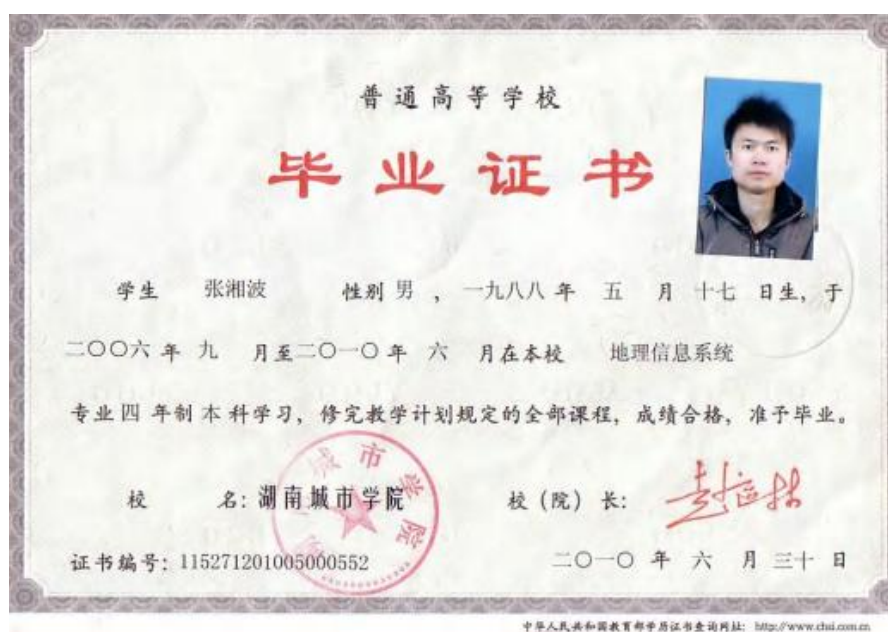 普通高等学校
毕业证书
学生 张湘波 性别 男 ，一九八八 年 五 月 十七 日生，于
二〇〇六 年 九 月至二〇一〇年 六 月在本校 地理信息系统
专业 四 年制 本 科学习，修完教学计划规定的全部课程，成绩合格，准予毕业。
城市学院
校 名：湖南城市学院 校（院）长：
证书编号：115271201005000552 二〇一〇 年 六 月 三十 日
中华人民共和国教育部学历证书查询网址： http://www.chsi.com.cn